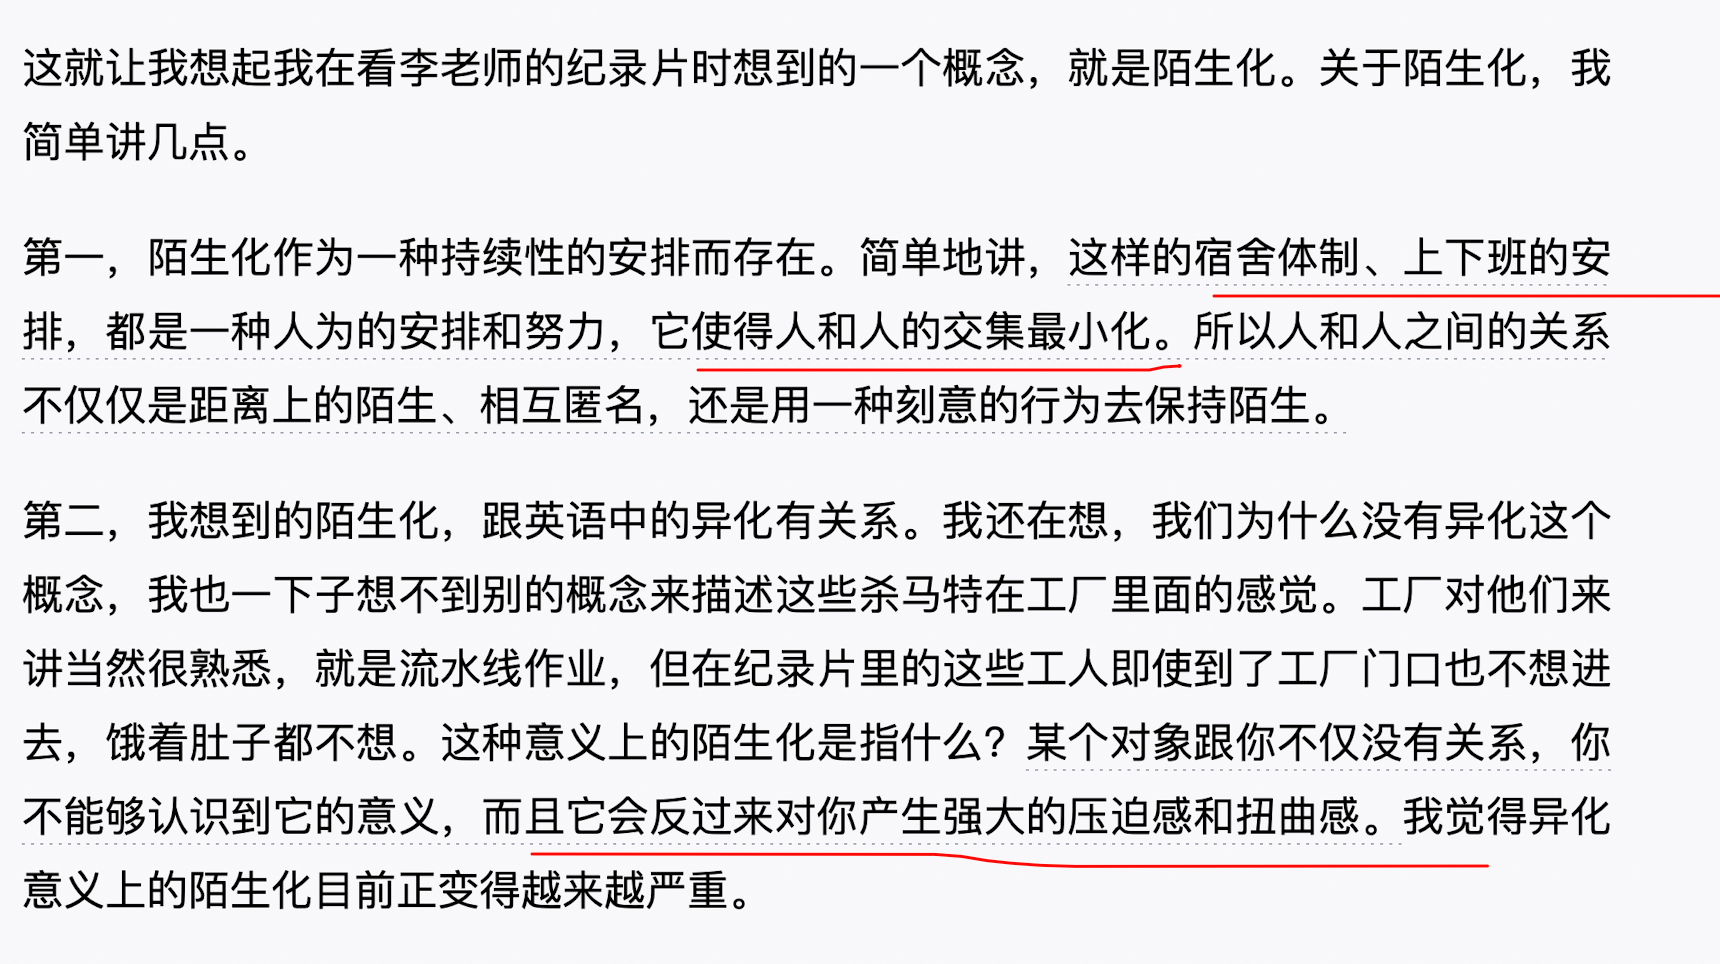 这就让我想起我在看李老师的纪录片时想到的一个概念，就是陌生化。关于陌生化，我
简单讲几点。
第一，陌生化作为一种持续性的安排而存在。简单地讲，这样的宿舍体制、上下班的安
排，都是一种人为的安排和努力，它使得人和人的交集最小化。所以人和人之间的关系
不仅仅是距离上的陌生、相互匿名，还是用一种刻意的行为去保持陌生。
第二，我想到的陌生化，跟英语中的异化有关系。我还在想，我们为什么没有异化这个
概念，我也一下子想不到别的概念来描述这些杀马特在工厂里面的感觉。工厂对他们来
讲当然很熟悉，就是流水线作业，但在纪录片里的这些工人即使到了工厂门口也不想进
去，饿着肚子都不想。这种意义上的陌生化是指什么？某个对象跟你不仅没有关系，你
不能够认识到它的意义，而且它会反过来对你产生强大的压迫感和扭曲感。我觉得异化
意义上的陌生化目前正变得越来越严重。